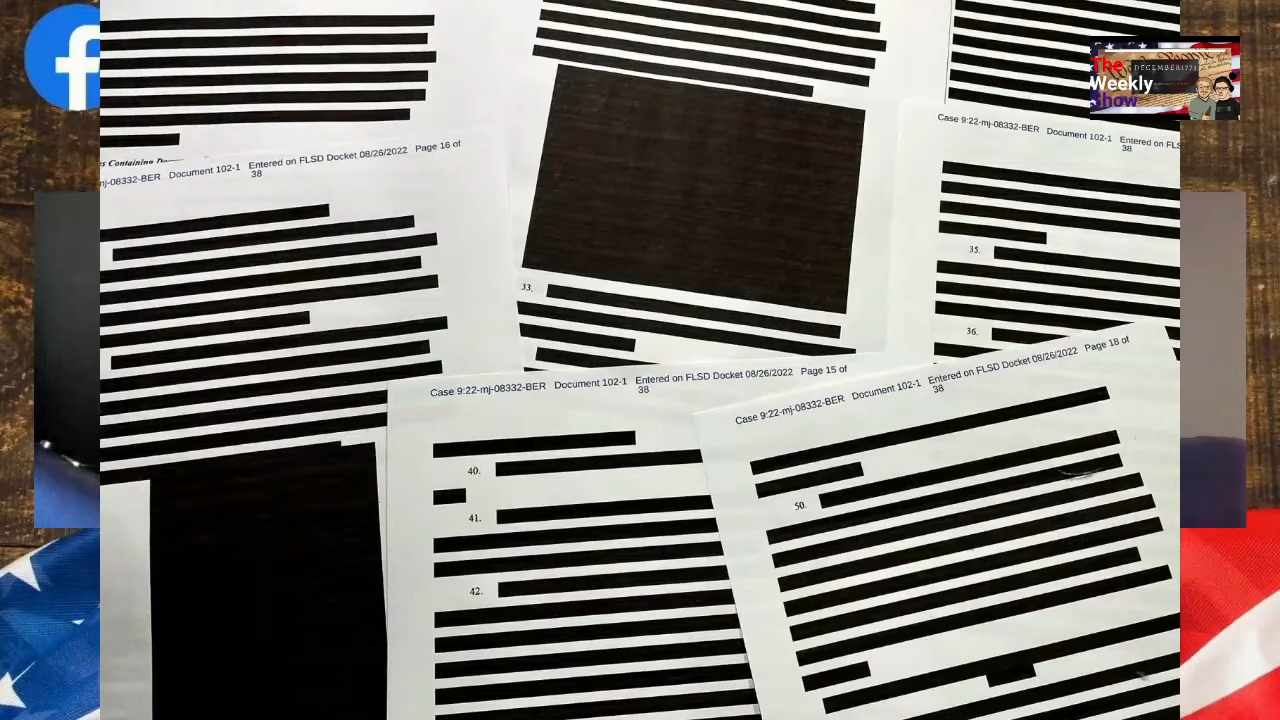 f
The
Weekly
Show
DECEMBER1775
Case 9:22-mj-08332-BER Document 102-1 Entered on FLS
38
35.
36.
mj-08332-BER Document 102-1 Entered on FLSD Docket 08/26/2022 Page 16 of
38
33.
Case 9:22-mj-08332-BER Document 102-1 Entered on FLSD Docket 08/26/2022 Page 15 of
38
40.
41.
42.
Case 9:22-mj-08332-BER Document 102-1 Entered on FLSD Docket 08/26/2022 Page 18 of
38
50.